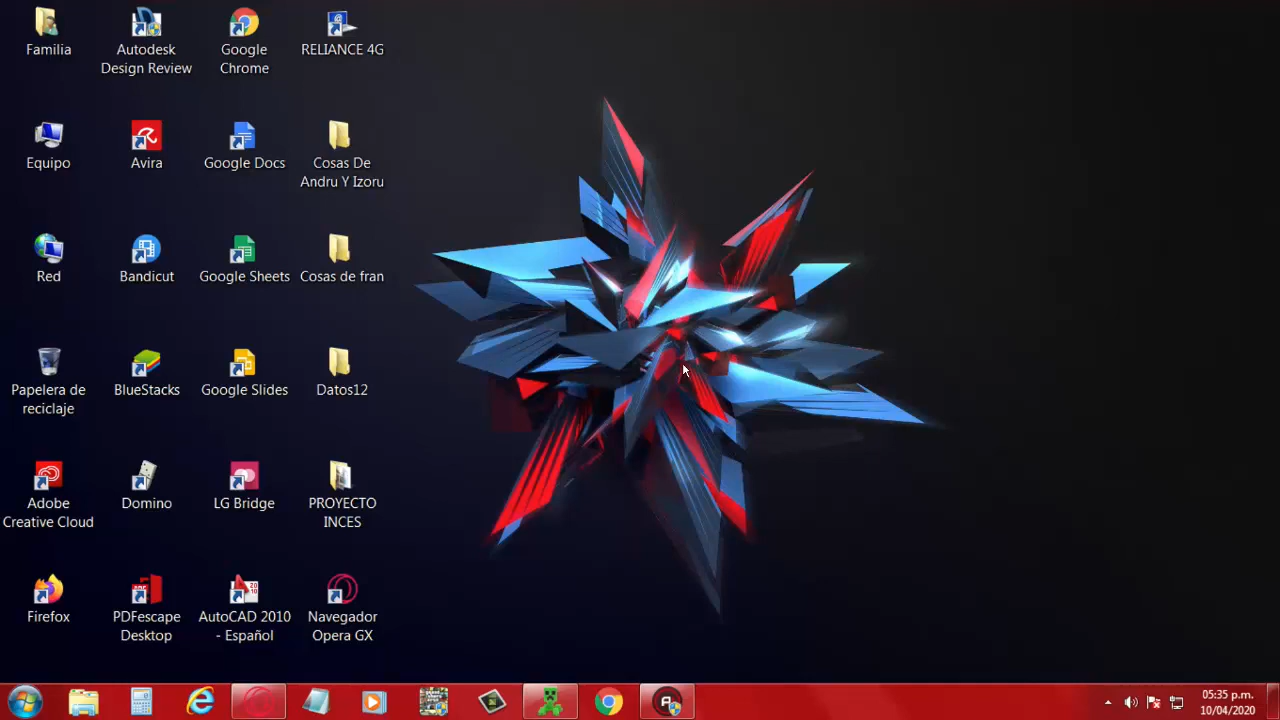 Familia
Autodesk
Design Review
Google
Chrome
RELIANCE 4G
Equipo
Avira
Google Docs
Cosas De
Andru Y Izoru
Red
Bandicut
Google Sheets
Cosas de fran
Papelera de
reciclaje
BlueStacks
Google Slides
Datos12
Adobe
Creative Cloud
Domino
LG Bridge
PROYECTO
INCES
Firefox
PDFescape
Desktop
AutoCAD 2010
- Español
Navegador
Opera GX
05:35 p.m.
10/04/2020